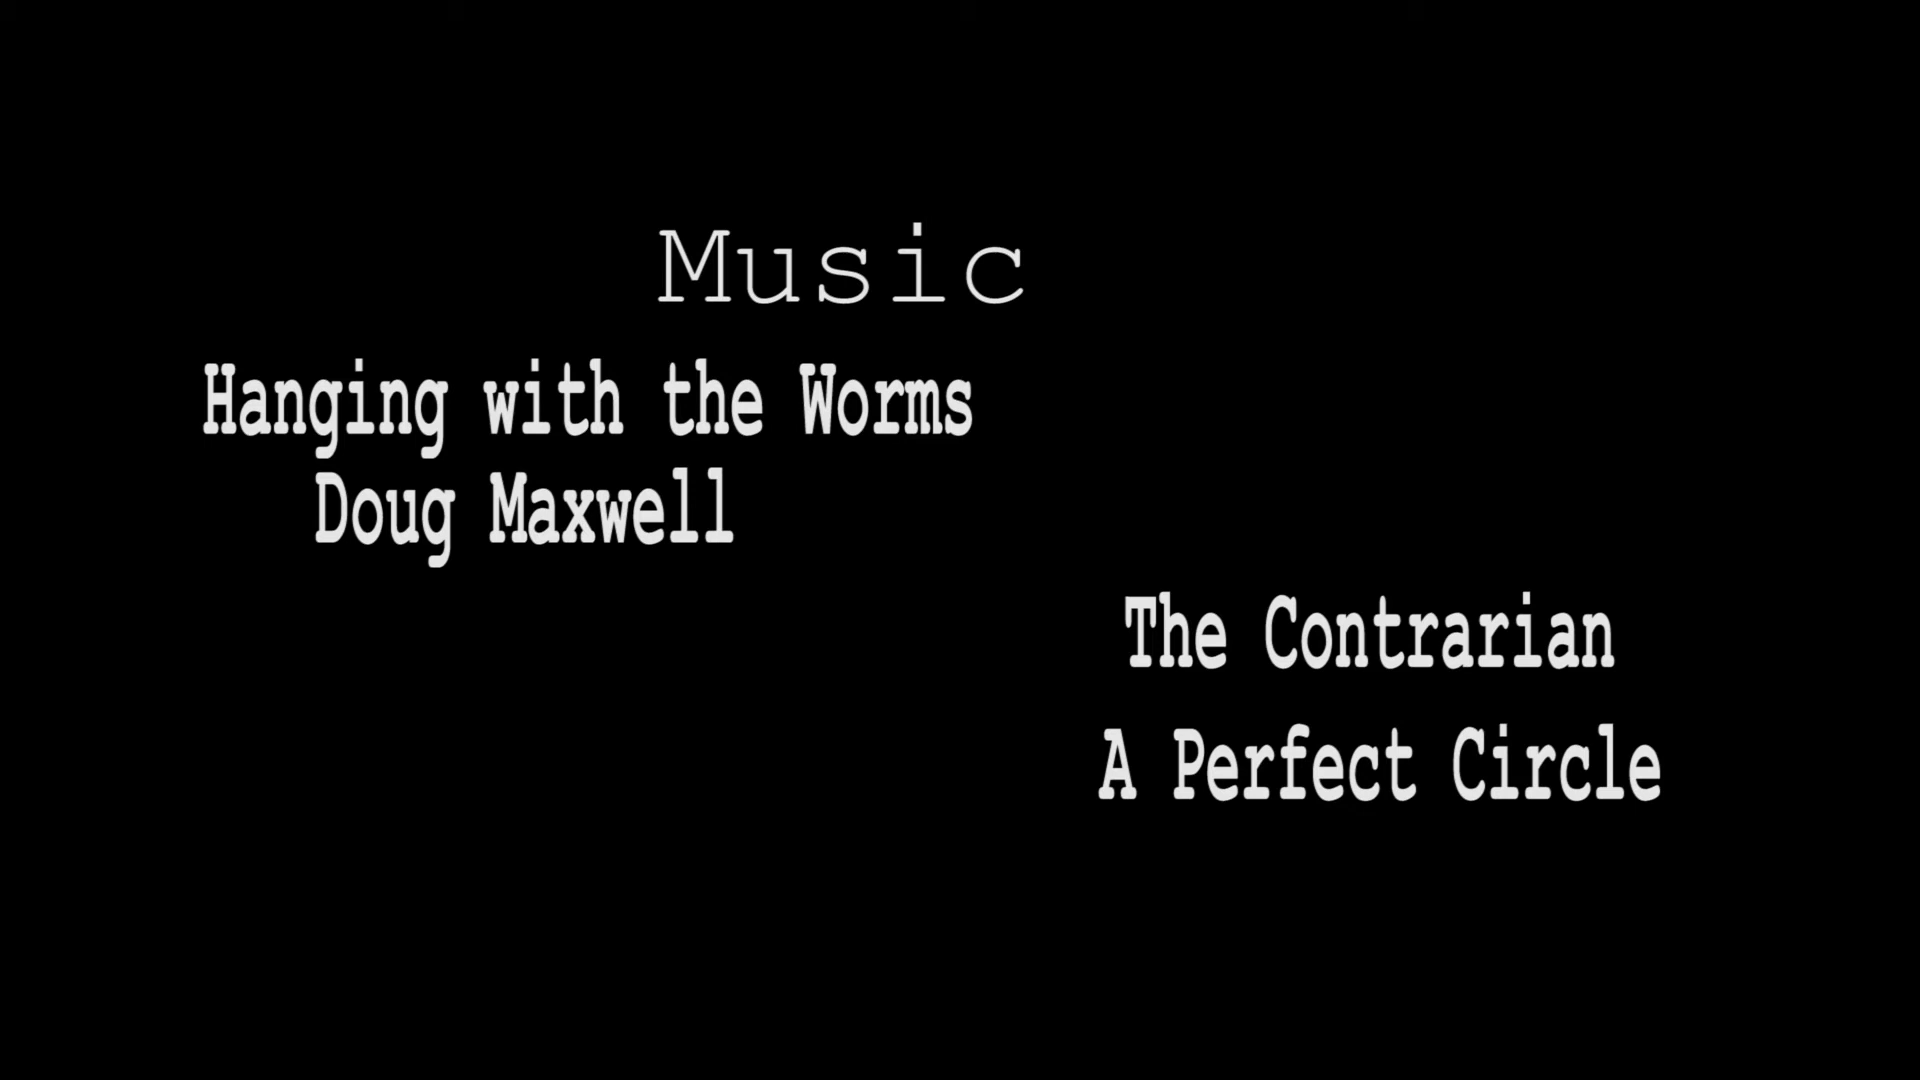 Music
Hanging with the Worms
Doug Maxwell
The Contrarian
A Perfect Circle